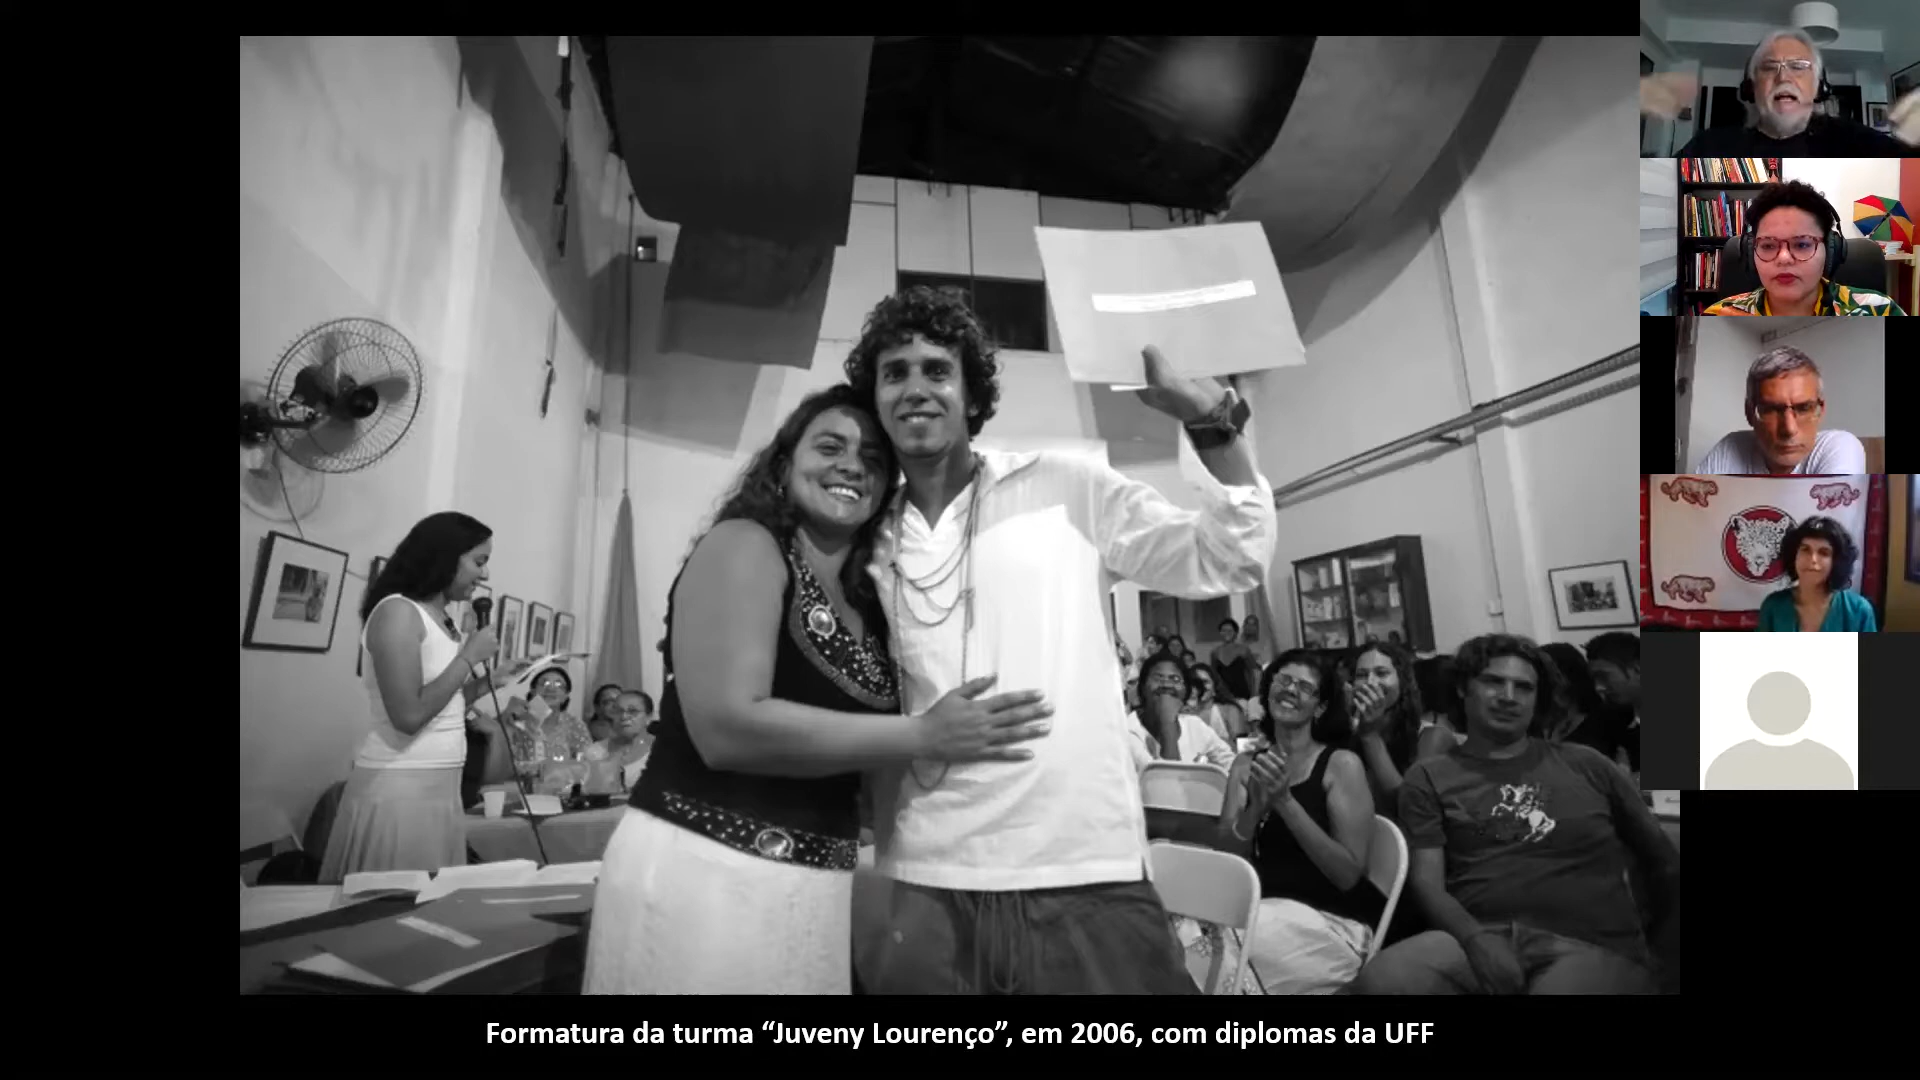 Formatura da turma “Juveny Lourenço”, em 2006, com diplomas da UFF